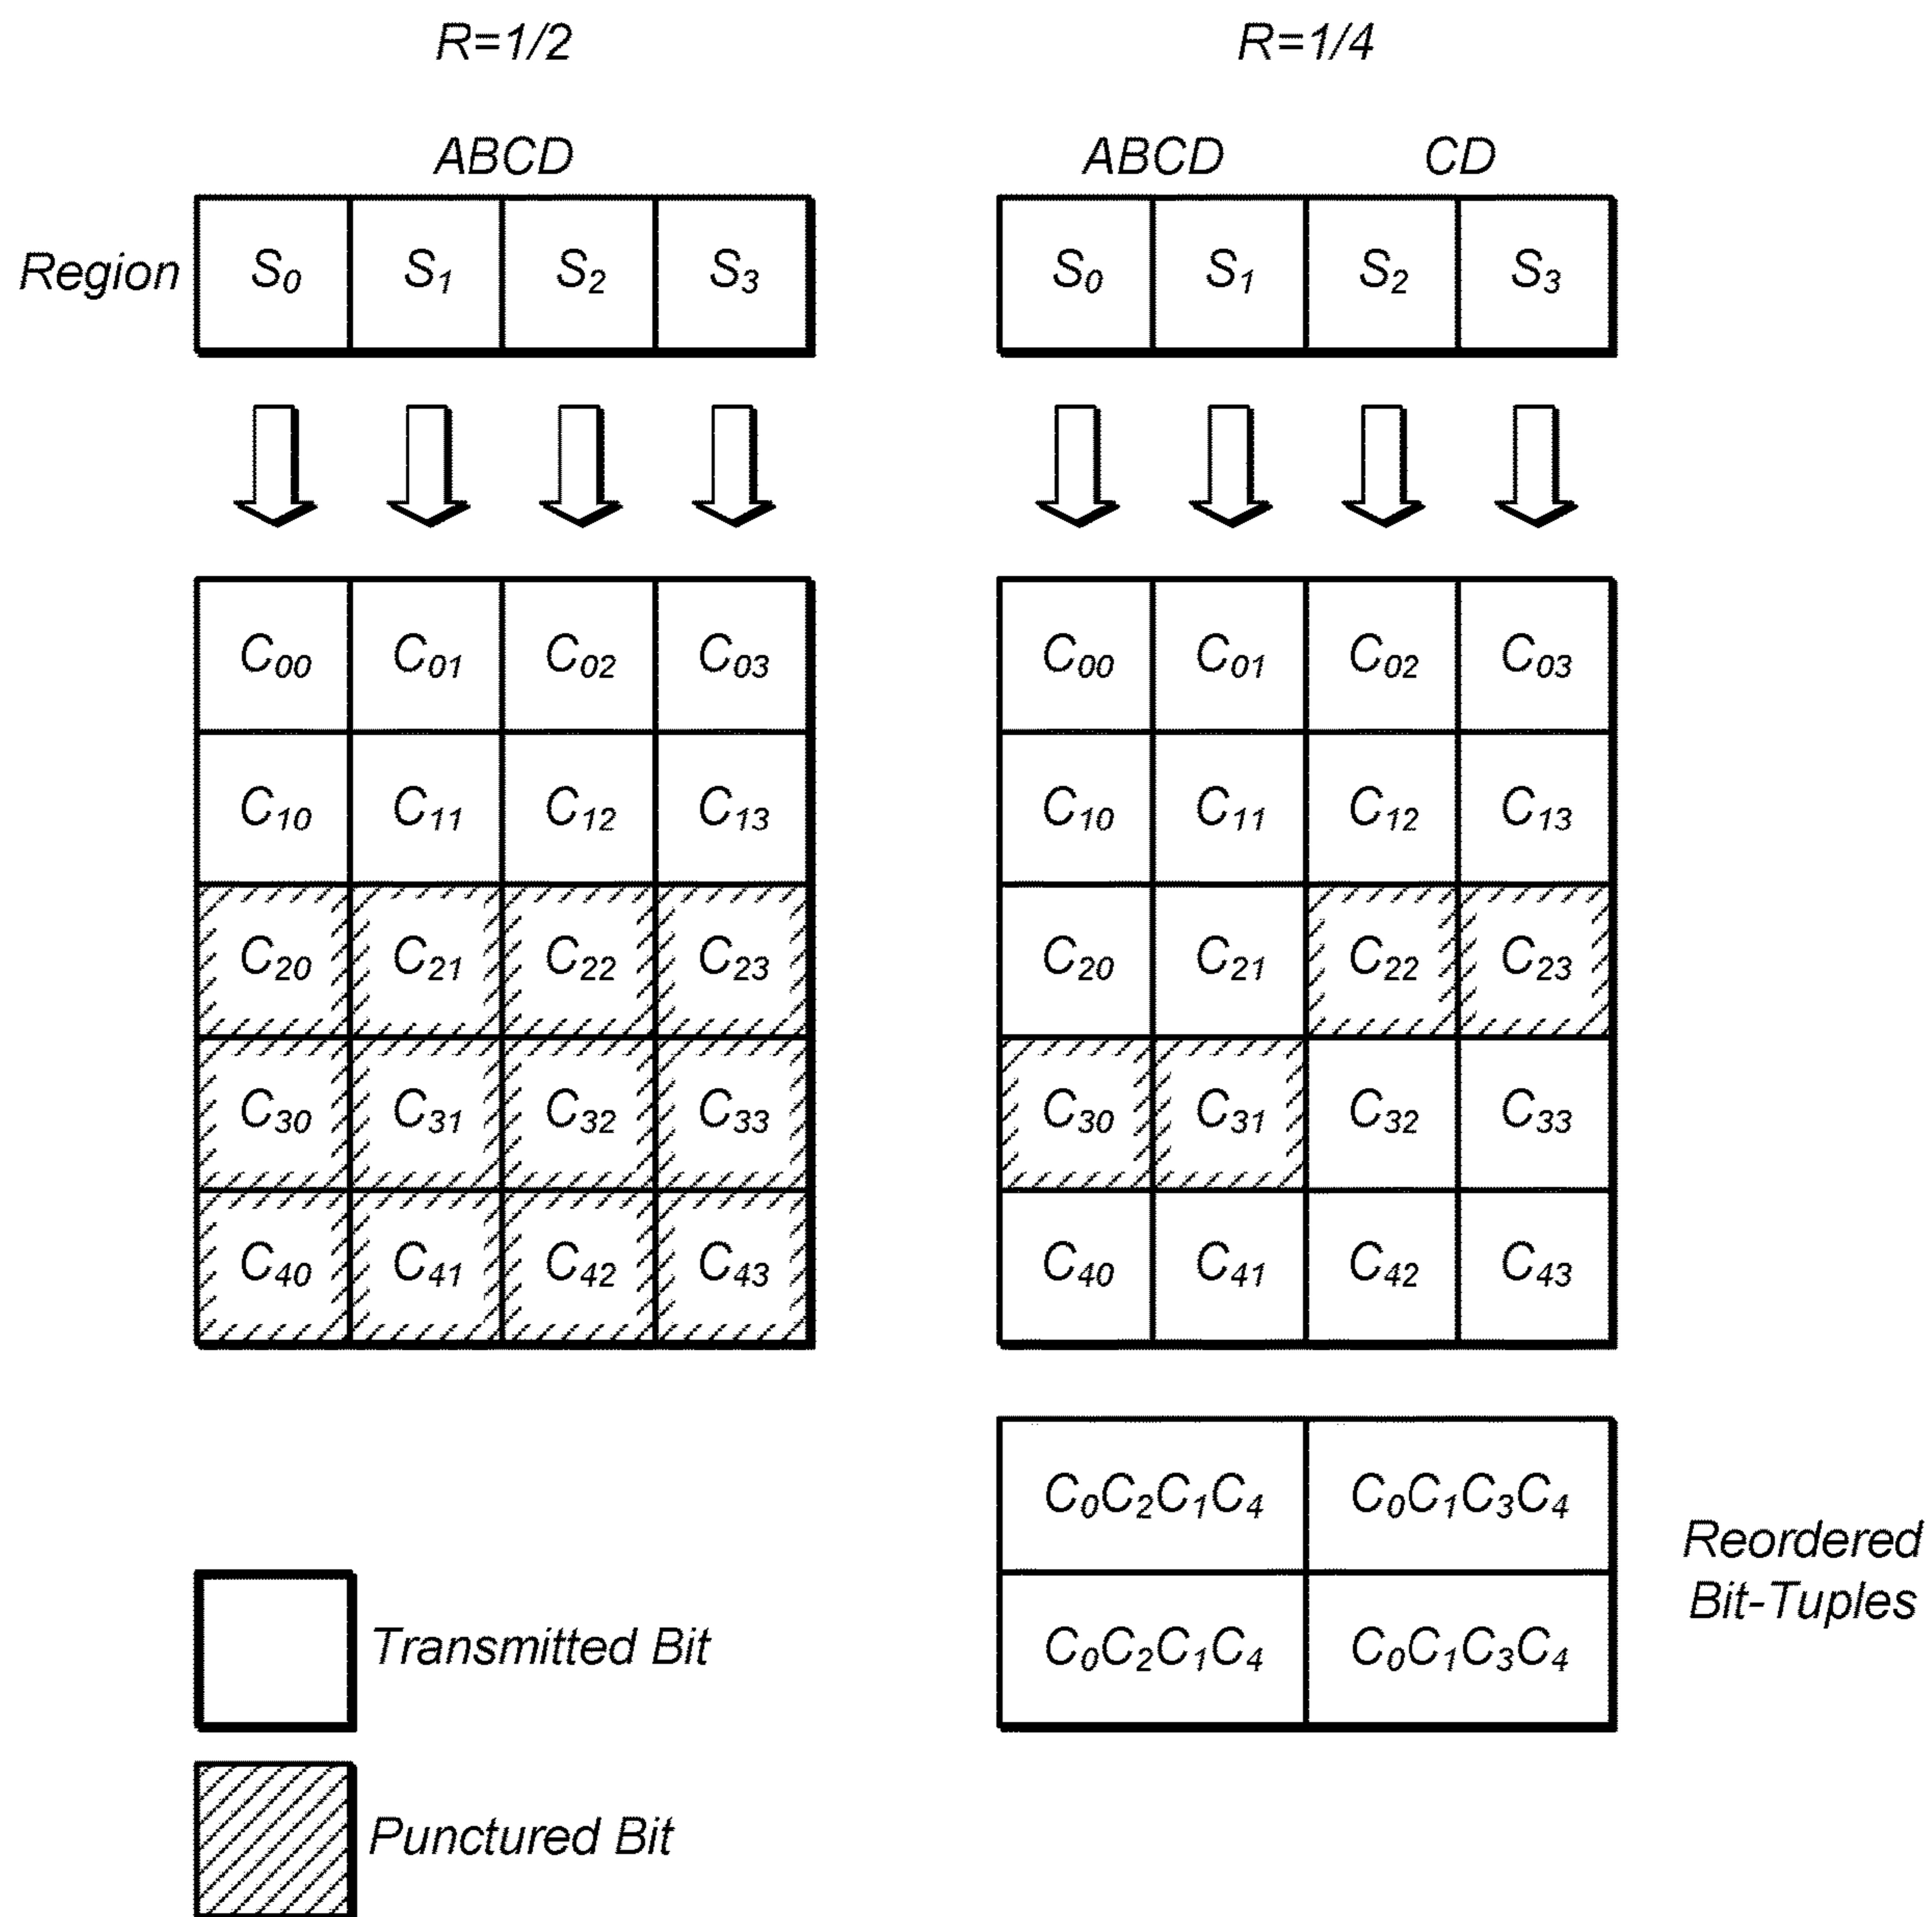 R=1/2 R=1/4
ABCD ABCD CD
Region S0 S1 S2 S3 S0 S1 S2 S3
C00 C01 C02 C03 C00 C01 C02 C03
C10 C11 C12 C13 C10 C11 C12 C13
C20 C21 C22 C23 C20 C21 C22 C23
C30 C31 C32 C33 C30 C31 C32 C33
C40 C41 C42 C43 C40 C41 C42 C43
C0C2C1C4 C0C1C3C4
Reordered
Bit-Tuples
C0C2C1C4 C0C1C3C4
Transmitted Bit
Punctured Bit